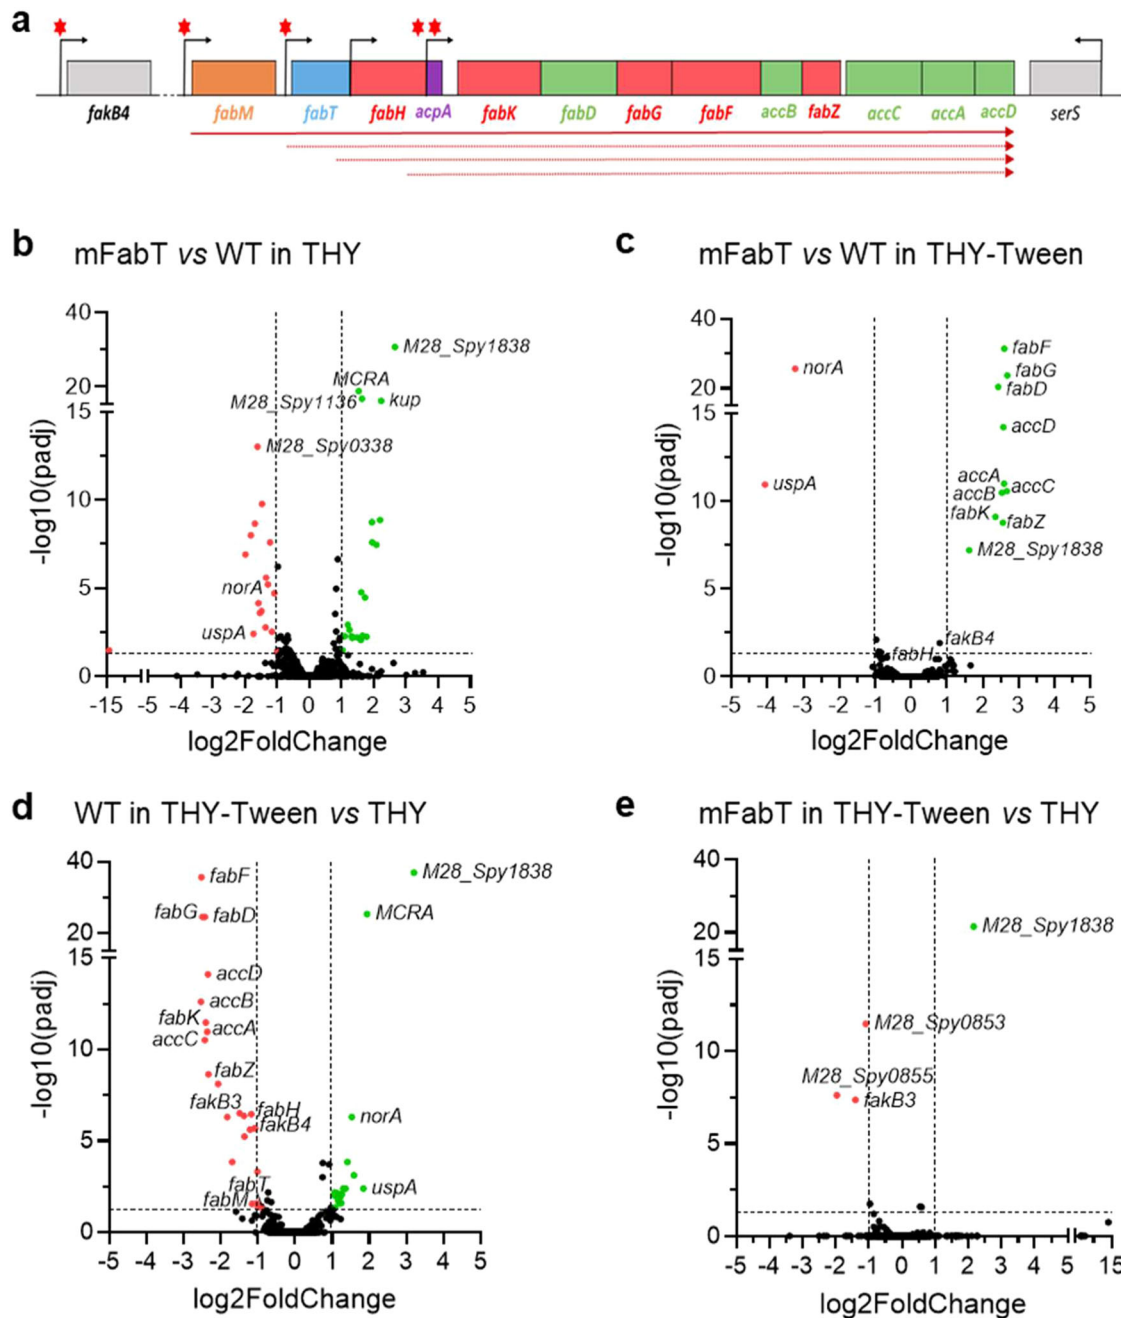 a
fakB4 fabM fabT fabH acpA fabK fabD fabG fabF accB fabZ accC accA accD serS
b mFabT vs WT in THY
40
20
15
10
5
0
-log10(padj)
M28_Spy1838
MCRA
M28_Spy1136 kup
M28_Spy0338
norA
uspA
-15 -5 -1 0 1 2 3 4 5
log2FoldChange
c mFabT vs WT in THY-Tween
40
20
15
10
5
0
-log10(padj)
norA
uspA
fabF
fabG
fabD
accD
accA
accB accC
fabK
fabZ
M28_Spy1838
fakB4
fabH
-5 -4 -3 -2 -1 0 1 2 3 4 5
log2FoldChange
d WT in THY-Tween vs THY
40
20
15
10
5
0
-log10(padj)
M28_Spy1838
fabF
fabG fabD
MCRA
accD
accB
fabK
accA
accC
fabZ
fakB3 fabH
fakB4
norA
fabT
uspA
fabM
-5 -4 -3 -2 -1 0 1 2 3 4 5
log2FoldChange
e mFabT in THY-Tween vs THY
40
20
15
10
5
0
-log10(padj)
M28_Spy1838
M28_Spy0853
M28_Spy0855
fakB3
-5 -4 -3 -2 -1 0 1 2 3 4 5 15
log2FoldChange